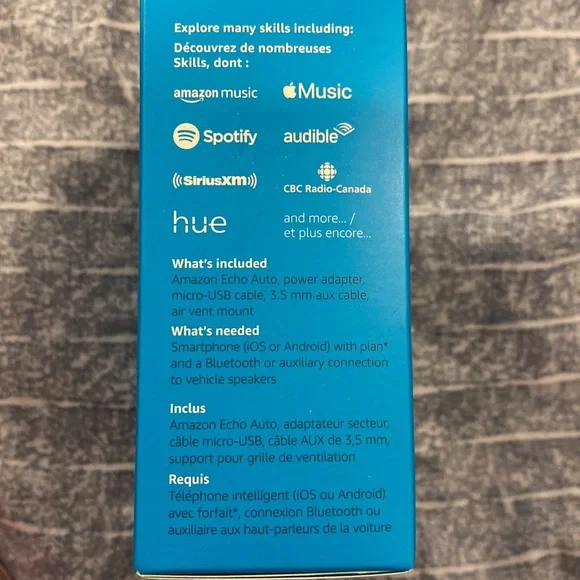 Explore many skills including:
Découvrez de nombreuses
Skills, dont :
amazon music
Music
Spotify
audible
((SiriusXM))
CBC Radio-Canada
hue
and more... /
et plus encore...
What's included
Amazon Echo Auto, power adapter,
micro-USB cable, 3.5 mm aux cable,
air vent mount
What's needed
Smartphone (iOS or Android) with plan*
and a Bluetooth or auxiliary connection
to vehicle speakers
Inclus
Amazon Echo Auto, adaptateur secteur,
câble micro-USB, câble AUX de 3,5 mm,
support pour grille de ventilation
Requis
Téléphone intelligent (iOS ou Android)
avec forfait*, connexion Bluetooth ou
auxiliaire aux haut-parleurs de la voiture